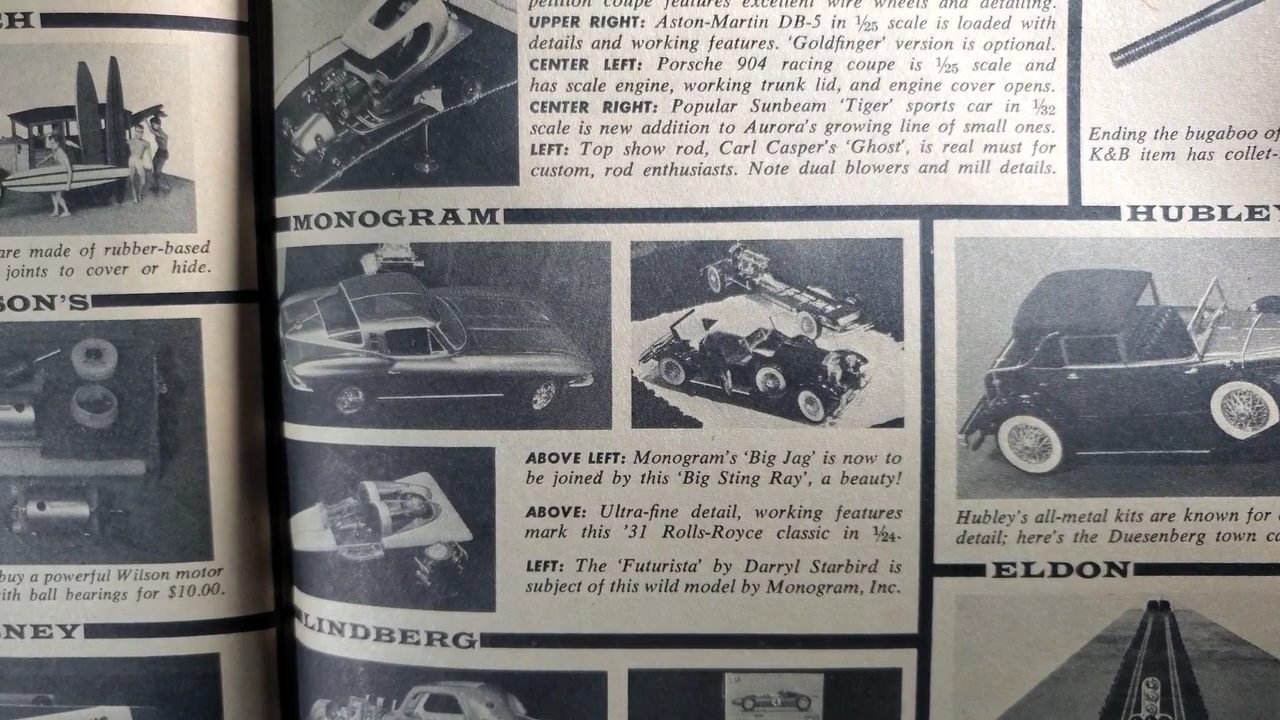 CH
are made of rubber-based
joints to cover or hide.
SON'S
buy a powerful Wilson motor
with ball bearings for $10.00.
NEY
petition coupe features excellent wire wheels and detailing.
UPPER RIGHT: Aston-Martin DB-5 in 1/25 scale is loaded with
details and working features. 'Goldfinger' version is optional.
CENTER LEFT: Porsche 904 racing coupe is 1/25 scale and
has scale engine, working trunk lid, and engine cover opens.
CENTER RIGHT: Popular Sunbeam 'Tiger' sports car in 1/32
scale is new addition to Aurora's growing line of small ones.
LEFT: Top show rod, Carl Casper's 'Ghost', is real must for
custom, rod enthusiasts. Note dual blowers and mill details.
MONOGRAM
ABOVE LEFT: Monogram's 'Big Jag' is now to
be joined by this 'Big Sting Ray', a beauty!
ABOVE: Ultra-fine detail, working features
mark this '31 Rolls-Royce classic in 1/24.
LEFT: The 'Futurista' by Darryl Starbird is
subject of this wild model by Monogram, Inc.
LINDBERG
Ending the bugaboo of
K&B item has collet-
HUBLEY
Hubley's all-metal kits are known for
detail; here's the Duesenberg town
ELDON